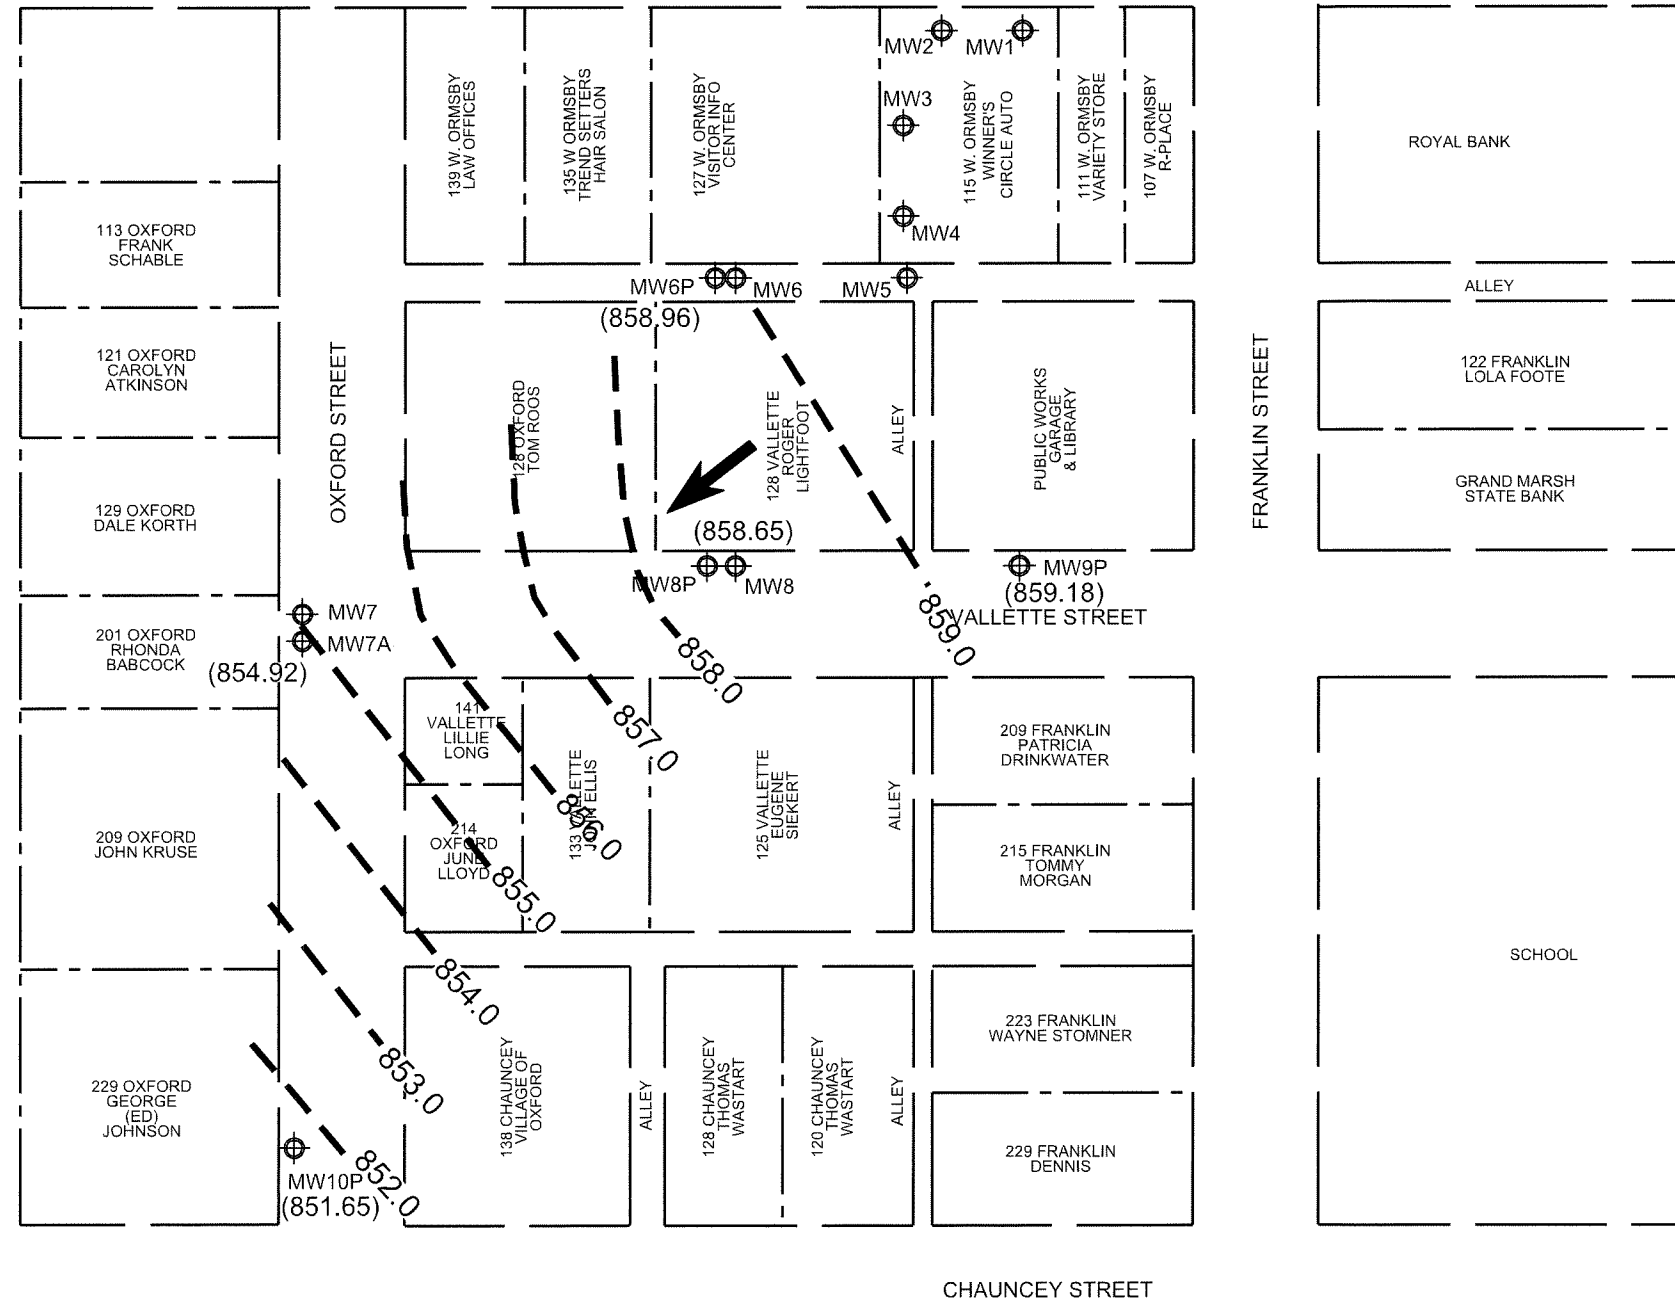 MW2
MW1
MW3
MW4
139 W. ORMSBY
LAW OFFICES
135 W ORMSBY
TREND SETTERS
HAIR SALON
127 W. ORMSBY
VISITOR INFO
CENTER
115 W. ORMSBY
WINNER'S
CIRCLE AUTO
111 W. ORMSBY
VARIETY STORE
107 W. ORMSBY
R-PLACE
ROYAL BANK
113 OXFORD
FRANK
SCHABLE
MW6P
MW6
MW5
ALLEY
(858.96)
121 OXFORD
CAROLYN
ATKINSON
OXFORD STREET
128 OXFORD
TOM ROOS
128 VALLETTE
ROGER
LIGHTFOOT
ALLEY
PUBLIC WORKS
GARAGE
& LIBRARY
FRANKLIN STREET
122 FRANKLIN
LOLA FOOTE
GRAND MARSH
STATE BANK
129 OXFORD
DALE KORTH
(858.65)
MW8P
MW8
MW9P
(859.18)
VALLETTE STREET
859.0
858.0
857.0
856.0
855.0
854.0
853.0
852.0
MW7
MW7A
(854.92)
201 OXFORD
RHONDA
BABCOCK
141
VALLETTE
LILLIE
LONG
214
OXFORD
JUNE
LLOYD
133 VALLETTE
JOHN ELLIS
125 VALLETTE
EUGENE
SIEKERT
ALLEY
209 FRANKLIN
PATRICIA
DRINKWATER
215 FRANKLIN
TOMMY
MORGAN
209 OXFORD
JOHN KRUSE
SCHOOL
229 OXFORD
GEORGE
(ED)
JOHNSON
MW10P
(851.65)
138 CHAUNCEY
VILLAGE OF
OXFORD
ALLEY
128 CHAUNCEY
THOMAS
WASTART
120 CHAUNCEY
THOMAS
WASTART
ALLEY
223 FRANKLIN
WAYNE STOMNER
229 FRANKLIN
DENNIS
CHAUNCEY STREET